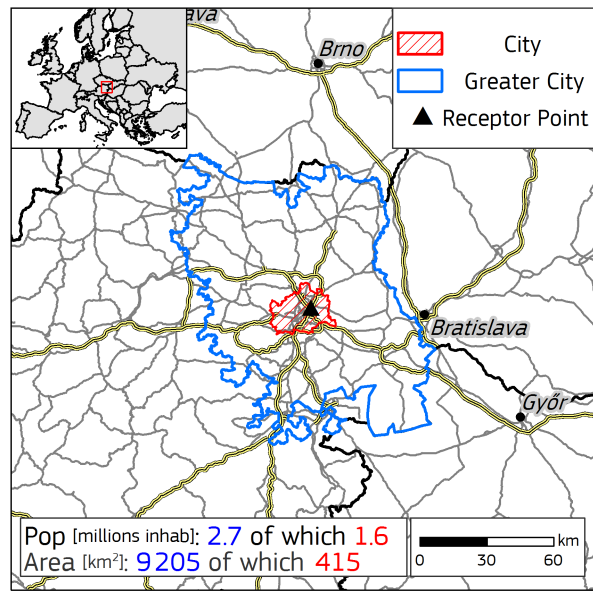 ava
Brno
City
Greater City
Receptor Point
Bratislava
Győr
Pop [millions inhab]: 2.7 of which 1.6
Area [km²]: 9205 of which 415
km
0 30 60